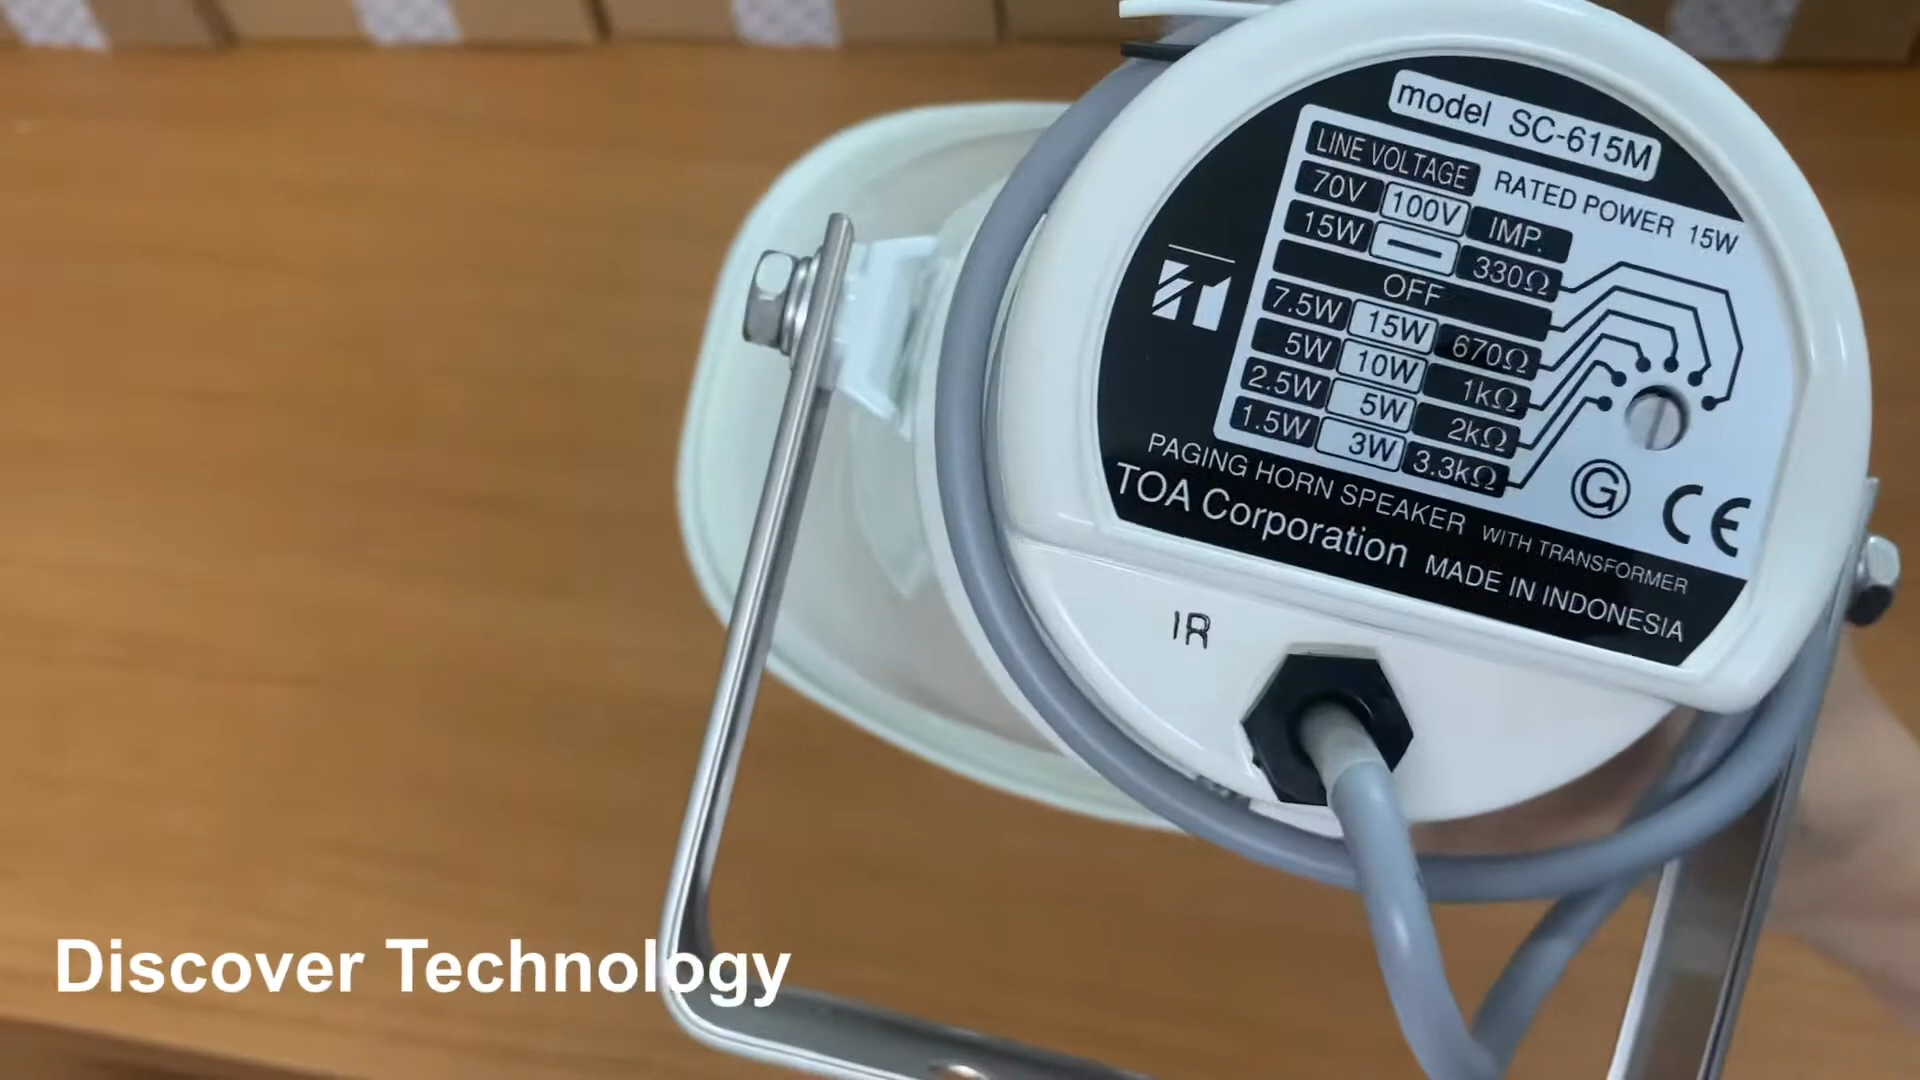 model SC-615M
LINE VOLTAGE RATED POWER 15W
70V 100V IMP.
15W — 330Ω
OFF
7.5W 15W 670Ω
5W 10W 1kΩ
2.5W 5W 2kΩ
1.5W 3W 3.3kΩ
G CE
PAGING HORN SPEAKER WITH TRANSFORMER
TOA Corporation MADE IN INDONESIA
IR
Discover Technology